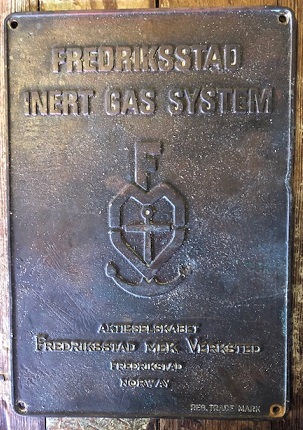 FREDRIKSSTAD
INERT GAS SYSTEM
F
AKTIESELSKABET
FREDRIKSSTAD MEK VERKSTED
FREDRIKSTAD
NORWAY
REG. TRADE MARK